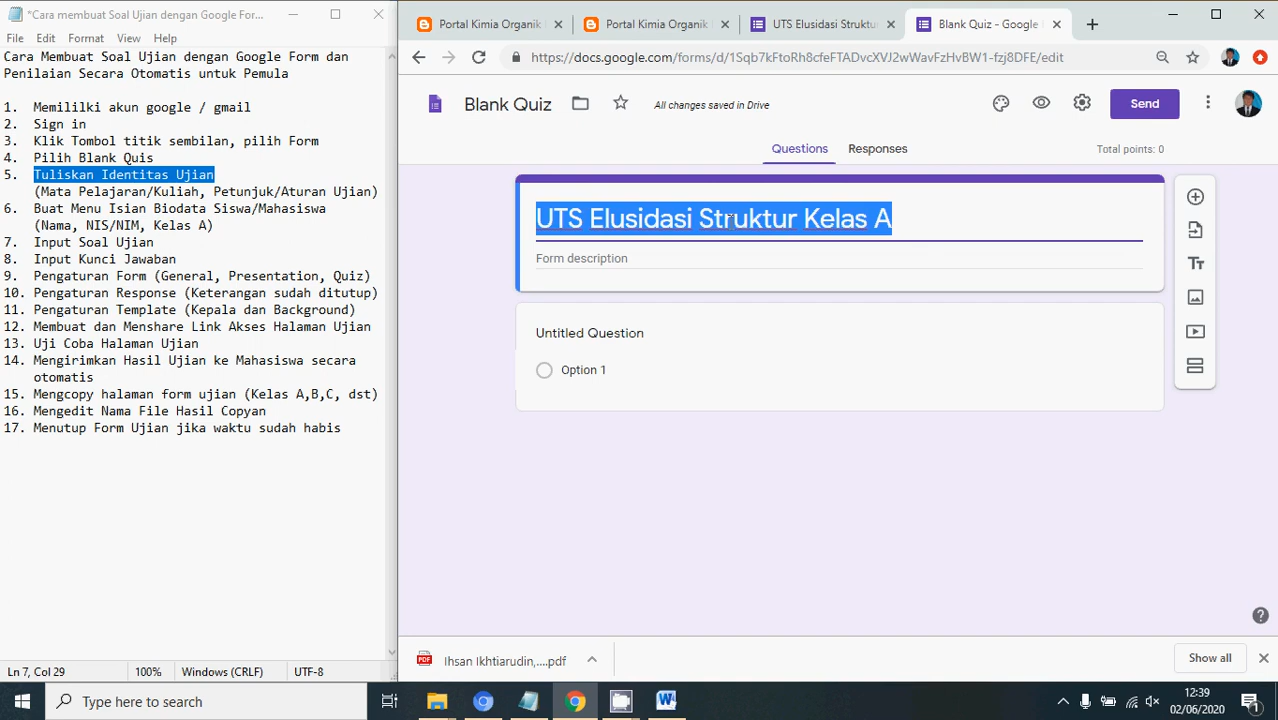 *Cara membuat Soal Ujian dengan Google For...
File Edit Format View Help
Cara Membuat Soal Ujian dengan Google Form dan
Penilaian Secara Otomatis untuk Pemula
1. Memililki akun google / gmail
2. Sign in
3. Klik Tombol titik sembilan, pilih Form
4. Pilih Blank Quis
5. Tuliskan Identitas Ujian
(Mata Pelajaran/Kuliah, Petunjuk/Aturan Ujian)
6. Buat Menu Isian Biodata Siswa/Mahasiswa
(Nama, NIS/NIM, Kelas A)
7. Input Soal Ujian
8. Input Kunci Jawaban
9. Pengaturan Form (General, Presentation, Quiz)
10. Pengaturan Response (Keterangan sudah ditutup)
11. Pengaturan Template (Kepala dan Background)
12. Membuat dan Menshare Link Akses Halaman Ujian
13. Uji Coba Halaman Ujian
14. Mengirimkan Hasil Ujian ke Mahasiswa secara
otomatis
15. Mengcopy halaman form ujian (Kelas A,B,C, dst)
16. Mengedit Nama File Hasil Copyan
17. Menutup Form Ujian jika waktu sudah habis
Ln 7, Col 29 100% Windows (CRLF) UTF-8
Portal Kimia Organik Portal Kimia Organik UTS Elusidasi Struktur Blank Quiz - Google
https://docs.google.com/forms/d/1Sqb7kFtoRh8cfeFTADvcXVJ2wWavFzHvBW1-fzj8DFE/edit
Blank Quiz All changes saved in Drive Send
Questions Responses Total points: 0
UTS Elusidasi Struktur Kelas A
Form description
Untitled Question
Option 1
PDF Ihsan Ikhtiarudin,....pdf Show all
Type here to search
12:39
02/06/2020
1